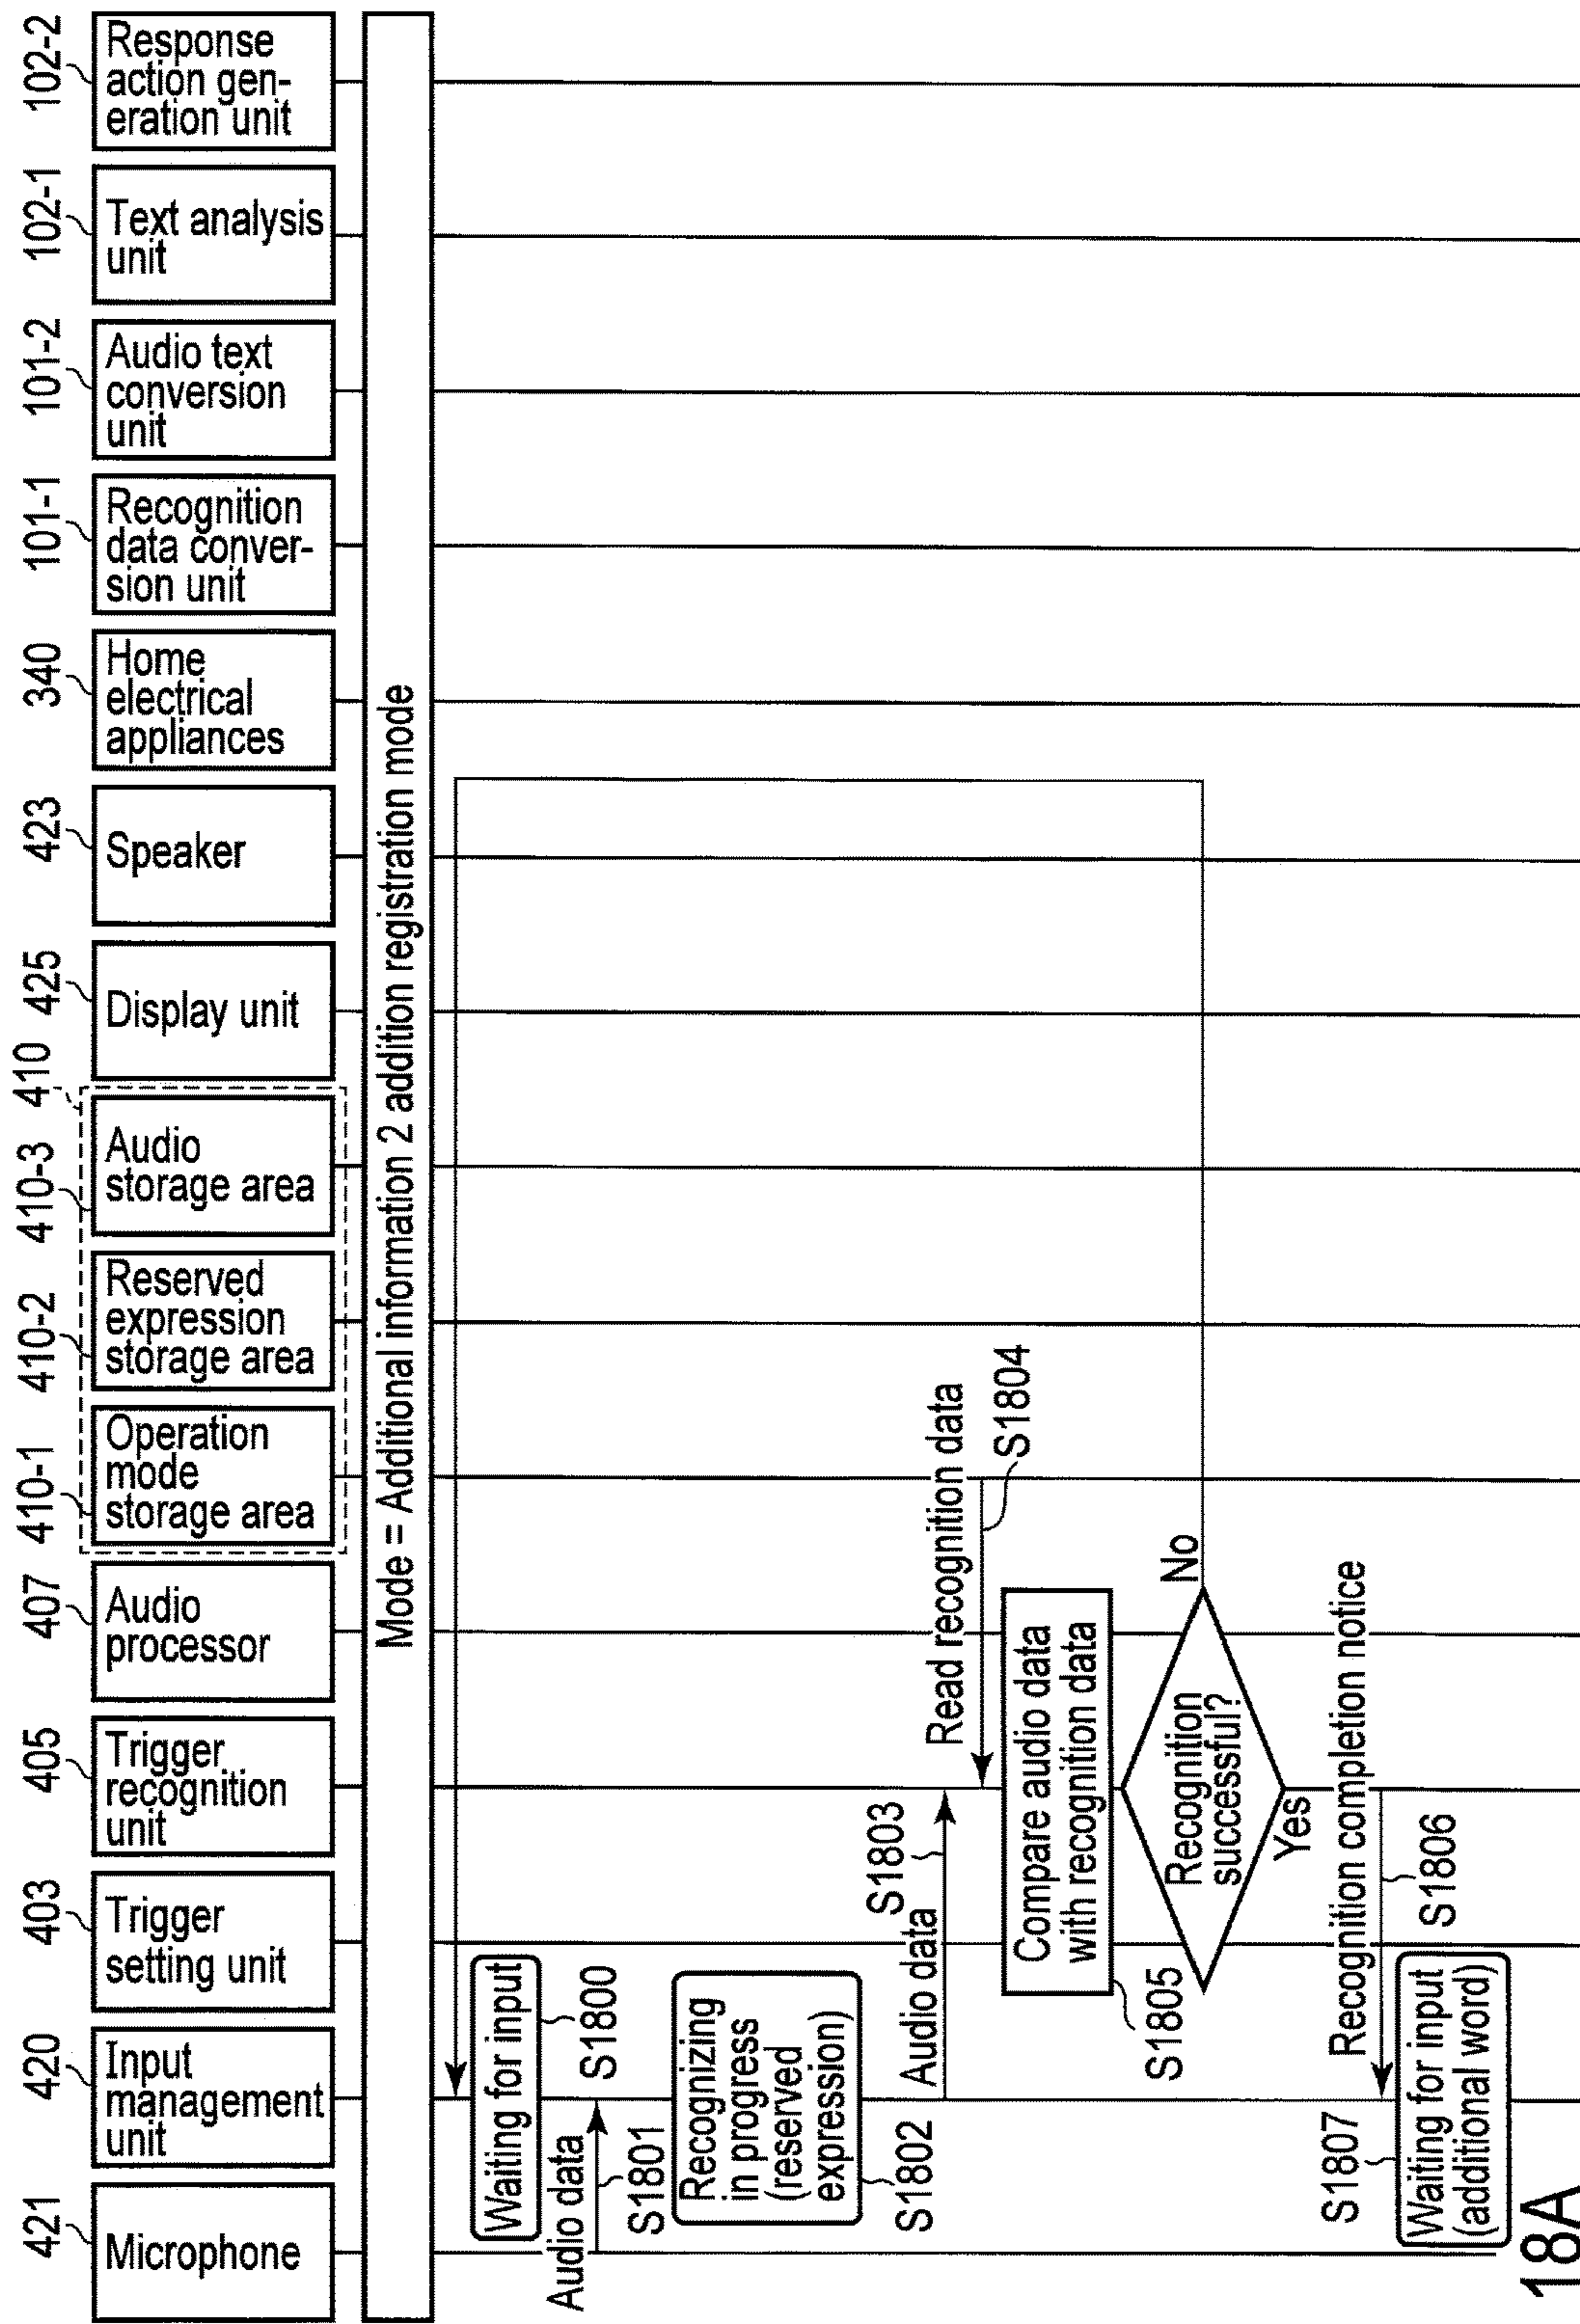 421
Microphone
420
Input
management
unit
403
Trigger
setting unit
405
Trigger
recognition
unit
407
Audio
processor
410-1
Operation
mode
storage area
410-2
Reserved
expression
storage area
410-3
Audio
storage area
410
425
Display unit
423
Speaker
340
Home
electrical
appliances
101-1
Recognition
data conver-
sion unit
101-2
Audio text
conversion
unit
102-1
Text analysis
unit
102-2
Response
action gen-
eration unit
Mode = Additional information 2 addition registration mode
Waiting for input
S1800
Audio data
S1801
Recognizing
in progress
(reserved
expression)
S1802
Audio data
S1803
Read recognition data
S1804
Compare audio data
with recognition data
S1805
Recognition
successful?
No
Yes
Recognition completion notice
S1806
S1807
Waiting for input
(additional word)
18A